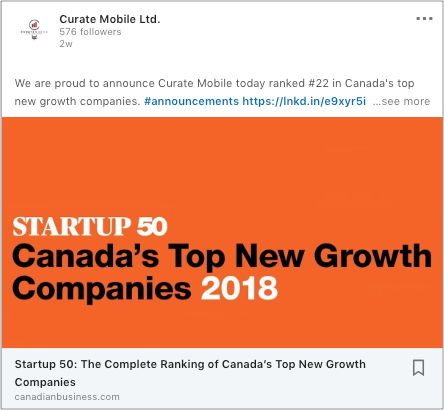 Curate Mobile Ltd.
576 followers
2w
We are proud to announce Curate Mobile today ranked #22 in Canada's top
new growth companies. #announcements https://lnkd.in/e9xyr5i ...see more
STARTUP 50
Canada's Top New Growth
Companies 2018
Startup 50: The Complete Ranking of Canada's Top New Growth
Companies
canadianbusiness.com